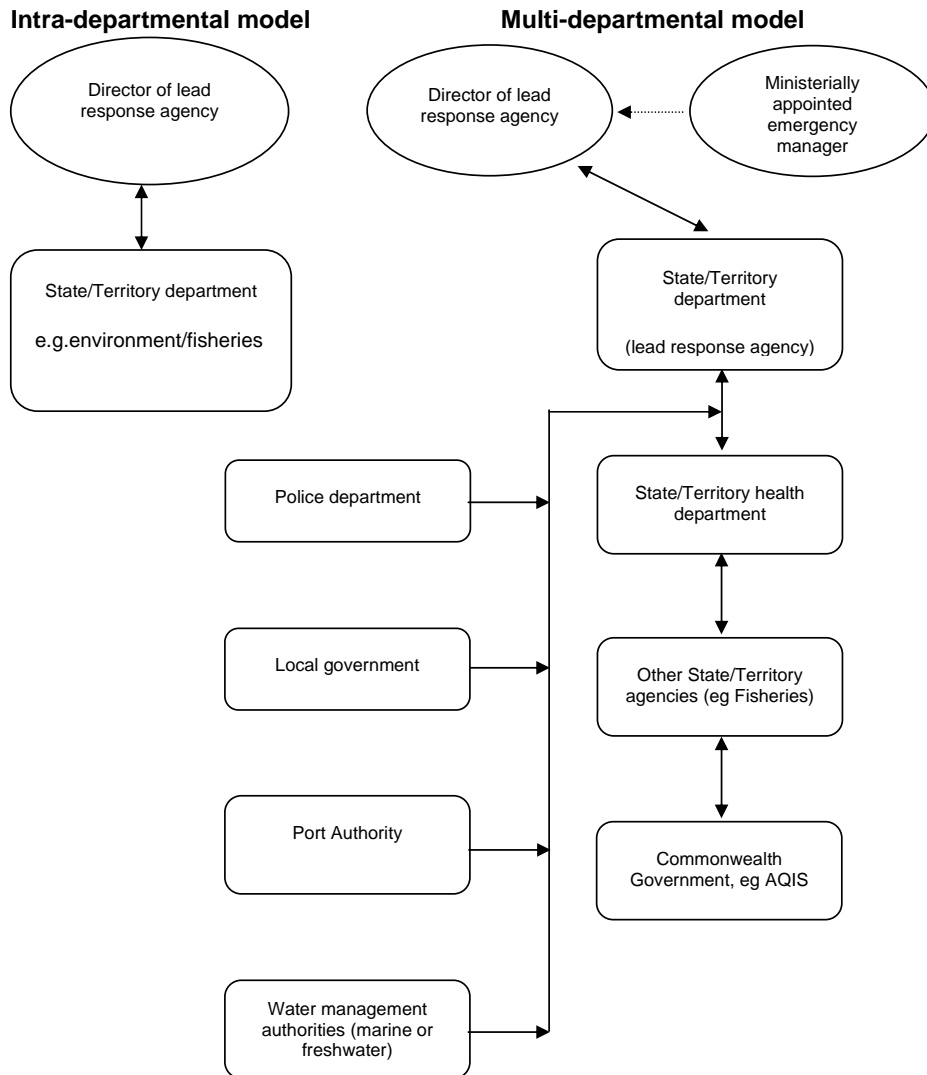 Intra-departmental model
Multi-departmental model
Director of lead
response agency
Director of lead
response agency
Ministerially
appointed
emergency
manager
State/Territory department
e.g.environment/fisheries
State/Territory
department
(lead response agency)
Police department
State/Territory health
department
Local government
Other State/Territory
agencies (eg Fisheries)
Port Authority
Commonwealth
Government, eg AQIS
Water management
authorities (marine or
freshwater)